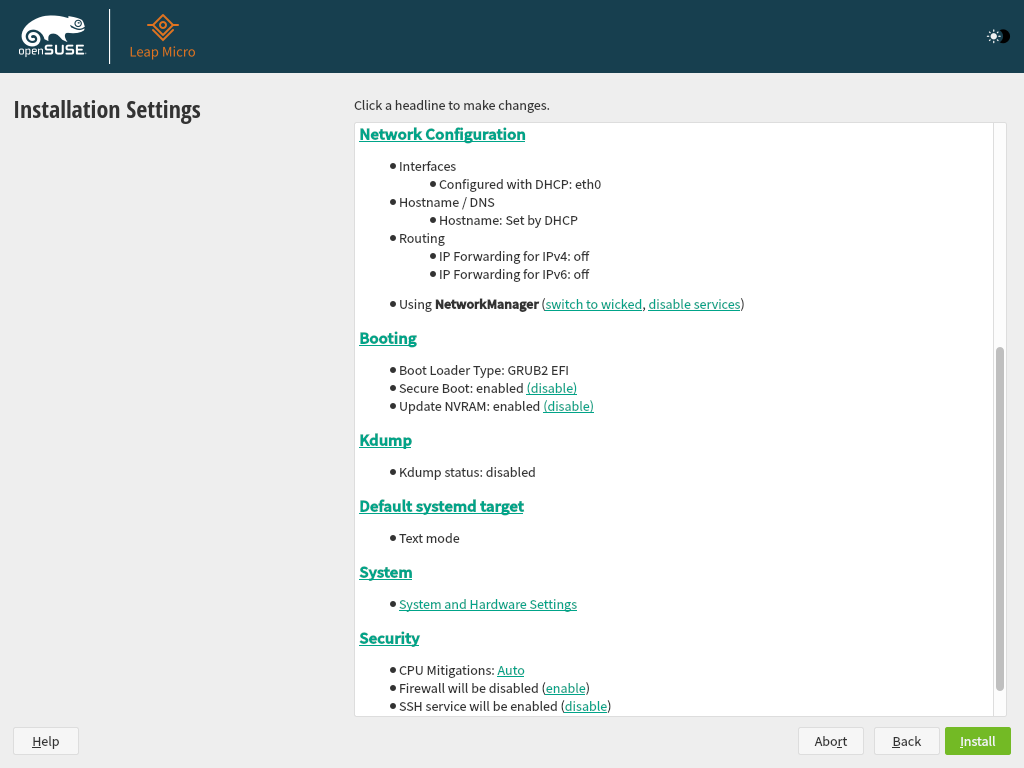 openSUSE.
Leap Micro
Installation Settings
Click a headline to make changes.
Network Configuration
Interfaces
Configured with DHCP: eth0
Hostname / DNS
Hostname: Set by DHCP
Routing
IP Forwarding for IPv4: off
IP Forwarding for IPv6: off
Using NetworkManager (switch to wicked, disable services)
Booting
Boot Loader Type: GRUB2 EFI
Secure Boot: enabled (disable)
Update NVRAM: enabled (disable)
Kdump
Kdump status: disabled
Default systemd target
Text mode
System
System and Hardware Settings
Security
CPU Mitigations: Auto
Firewall will be disabled (enable)
SSH service will be enabled (disable)
Help
Abort
Back
Install